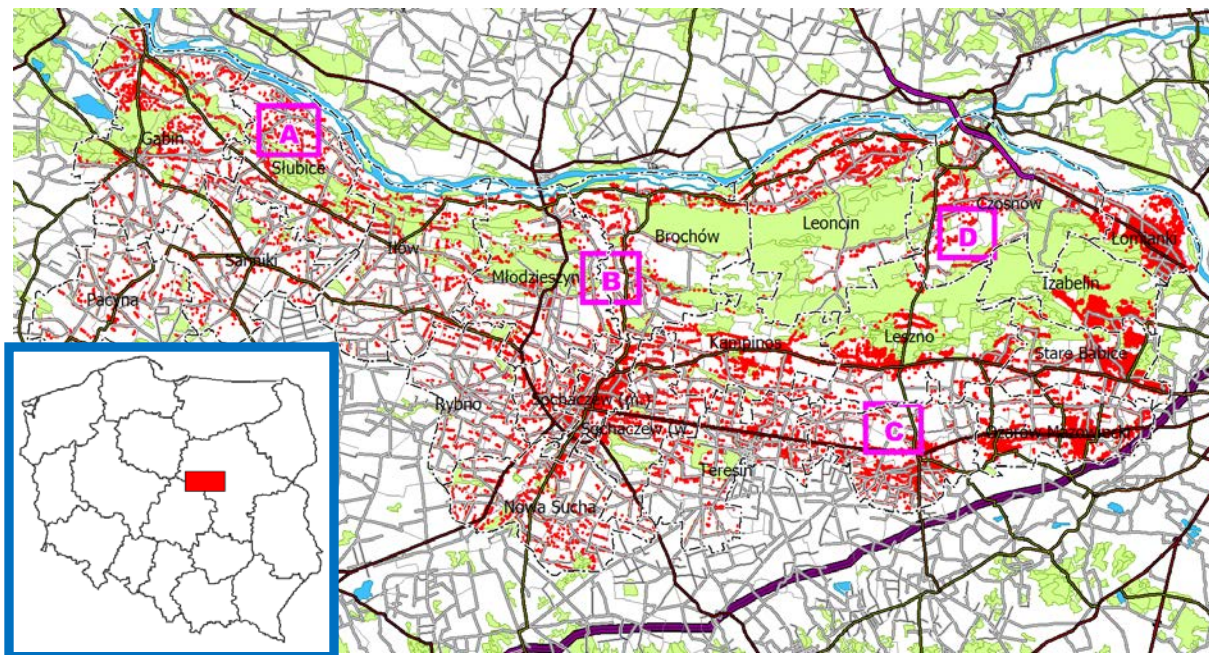 Gąbin
A
Słubice
Czosnów
Leoncin
D
Łomianki
Brochów
Iłów
Sanniki
Młodzieszyn
B
Izabelin
Pacyna
Leszno
Kampinos
Stare Babice
Rybno
Sochaczew (m.)
Sochaczew (w.
C
Ożarów Mazowiecki
Teresin
Nowa Sucha